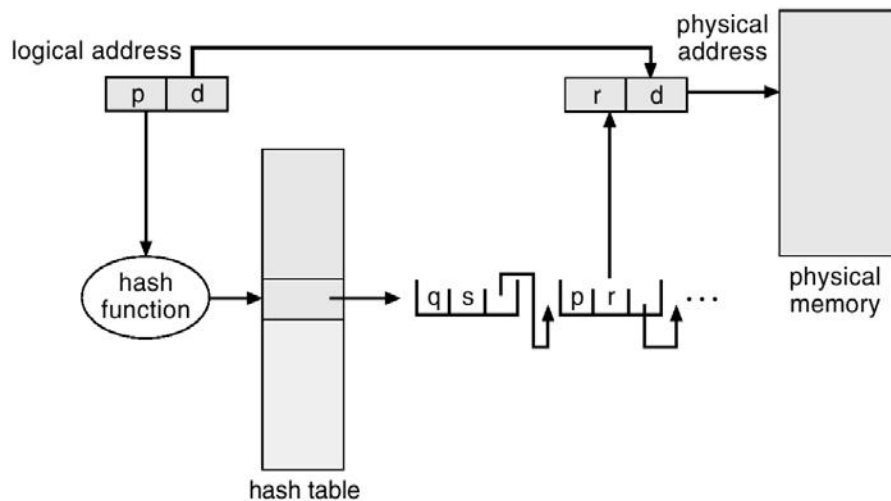 logical address
p d
physical
address
r d
hash
function
q s
p r ...
physical
memory
hash table